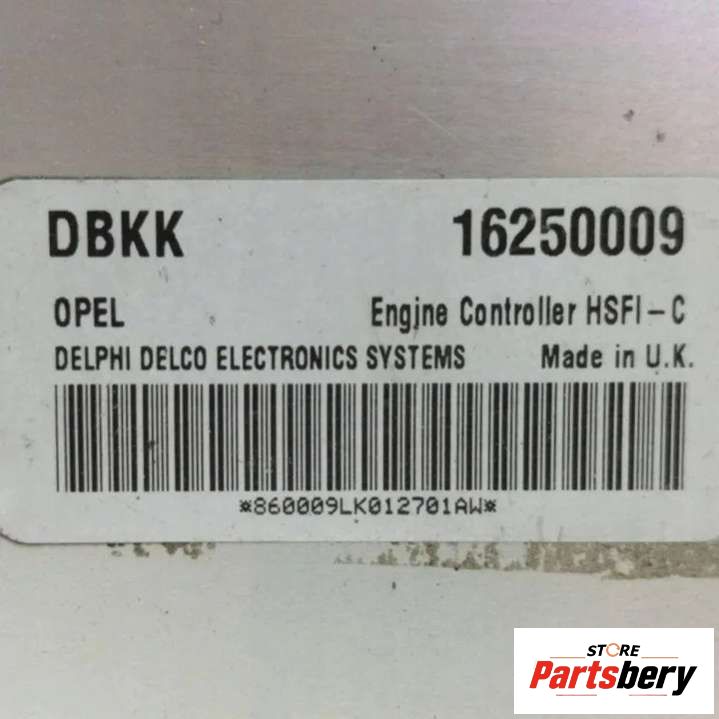 DBKK 16250009
OPEL Engine Controller HSFI-C
DELPHI DELCO ELECTRONICS SYSTEMS Made in U.K.
*860009LK012701AW*
STORE
Partsbery